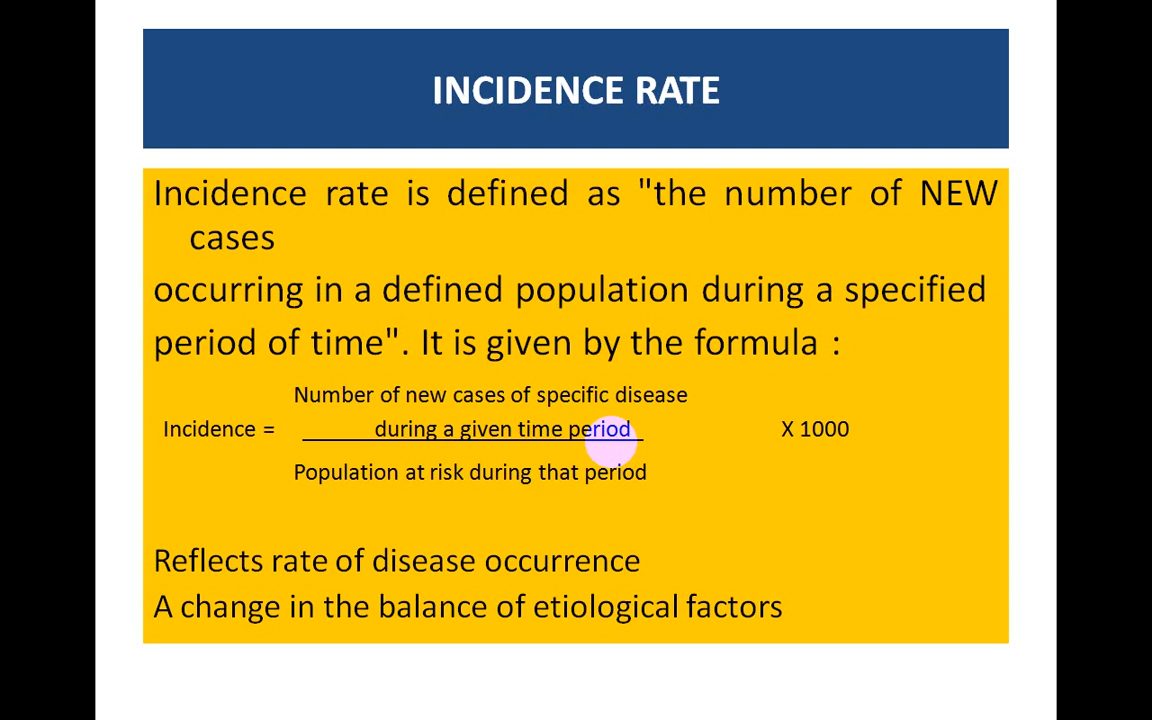 INCIDENCE RATE
Incidence rate is defined as "the number of NEW
cases
occurring in a defined population during a specified
period of time". It is given by the formula :
Number of new cases of specific disease
Incidence = during a given time period X 1000
Population at risk during that period
Reflects rate of disease occurrence
A change in the balance of etiological factors